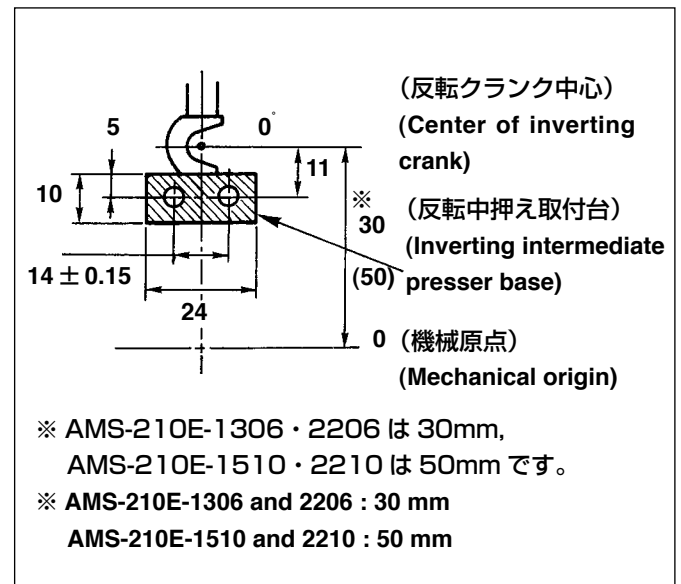 （反転クランク中心）
5
0°
(Center of inverting
crank)
11
10
※
30
（反転中押え取付台）
(Inverting intermediate
14 ± 0.15
(50)
presser base)
24
0
（機械原点）
(Mechanical origin)
※ AMS-210E-1306・2206 は 30mm,
AMS-210E-1510・2210 は 50mm です。
※ AMS-210E-1306 and 2206 : 30 mm
AMS-210E-1510 and 2210 : 50 mm